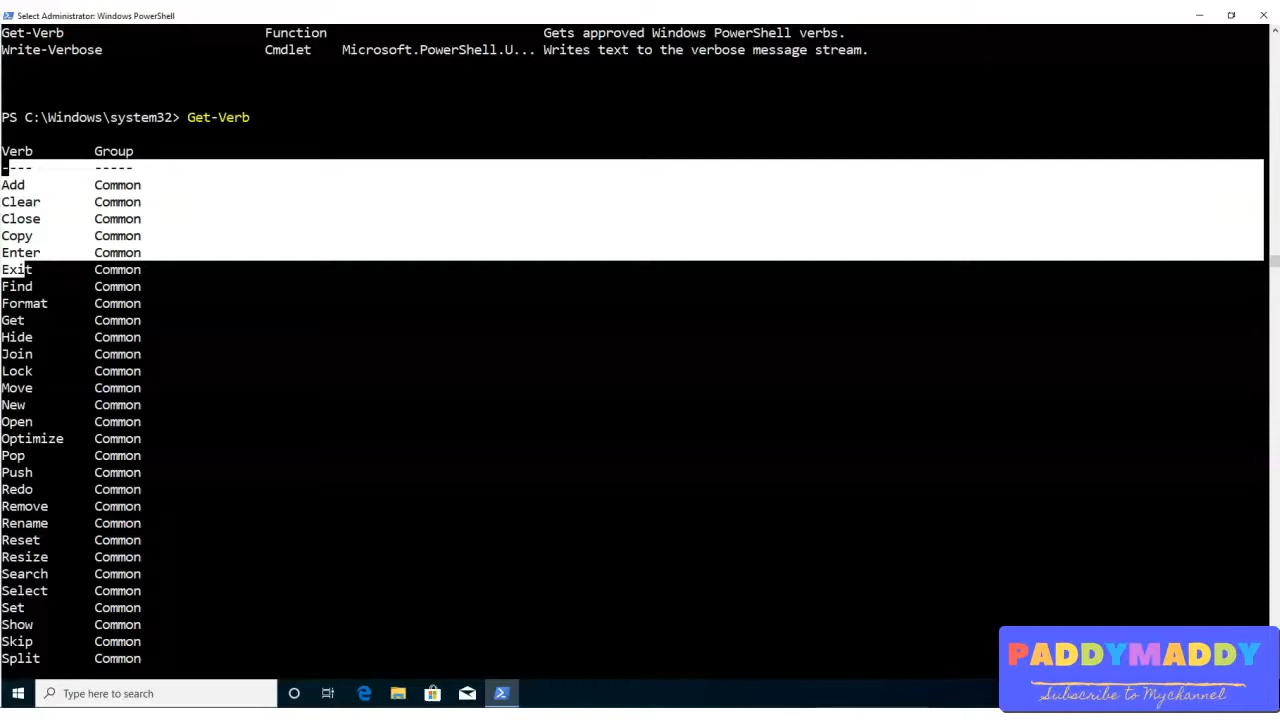 Select Administrator: Windows PowerShell
Get-Verb Function Gets approved Windows PowerShell verbs.
Write-Verbose Cmdlet Microsoft.PowerShell.U... Writes text to the verbose message stream.
PS C:\Windows\system32> Get-Verb
Verb Group
---- -----
Add Common
Clear Common
Close Common
Copy Common
Enter Common
Exit Common
Find Common
Format Common
Get Common
Hide Common
Join Common
Lock Common
Move Common
New Common
Open Common
Optimize Common
Pop Common
Push Common
Redo Common
Remove Common
Rename Common
Reset Common
Resize Common
Search Common
Select Common
Set Common
Show Common
Skip Common
Split Common
PADDYMADDY
Subscribe to Mychannel
Type here to search